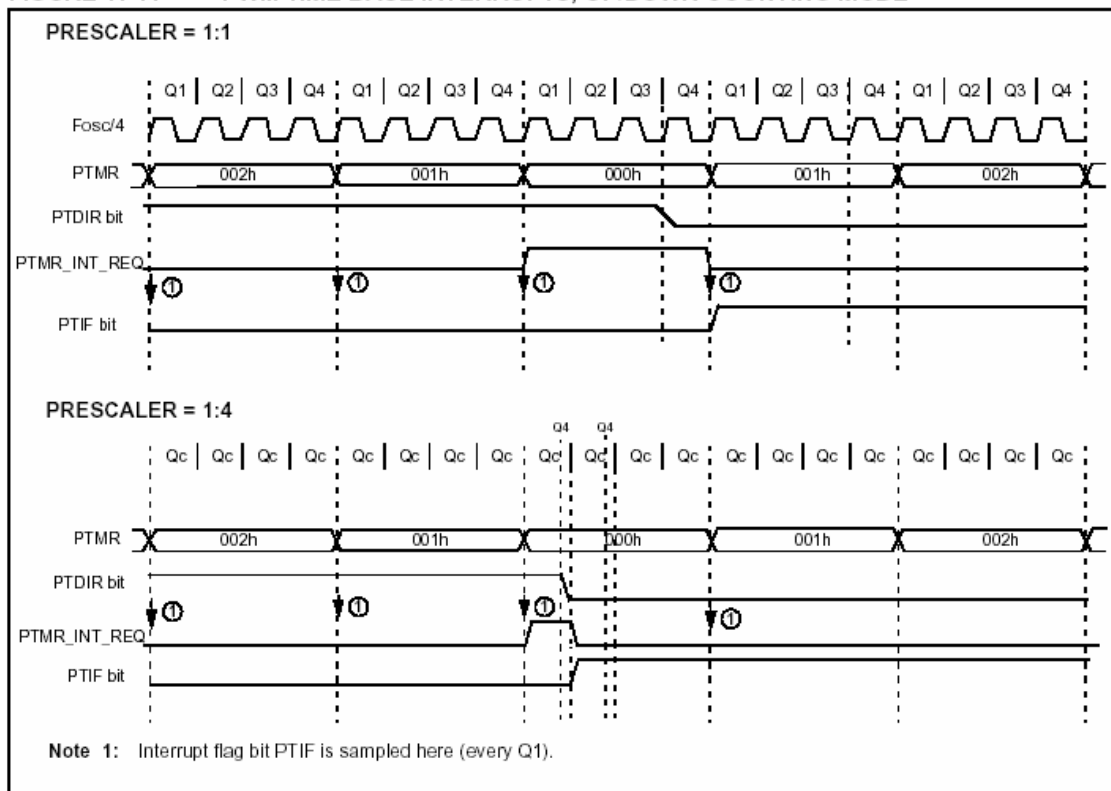 PRESCALER = 1:1
Q1 Q2 Q3 Q4 Q1 Q2 Q3 Q4 Q1 Q2 Q3 Q4 Q1 Q2 Q3 Q4 Q1 Q2 Q3 Q4
Fosc/4
PTMR 002h 001h 000h 001h 002h
PTDIR bit
PTMR_INT_REQ
1 1 1 1
PTIF bit
PRESCALER = 1:4
Q4 Q4
Qc Qc Qc Qc Qc Qc Qc Qc Qc Qc Qc Qc Qc Qc Qc Qc Qc Qc Qc Qc
PTMR 002h 001h 000h 001h 002h
PTDIR bit
1 1 1 1
PTMR_INT_REQ
PTIF bit
Note 1: Interrupt flag bit PTIF is sampled here (every Q1).